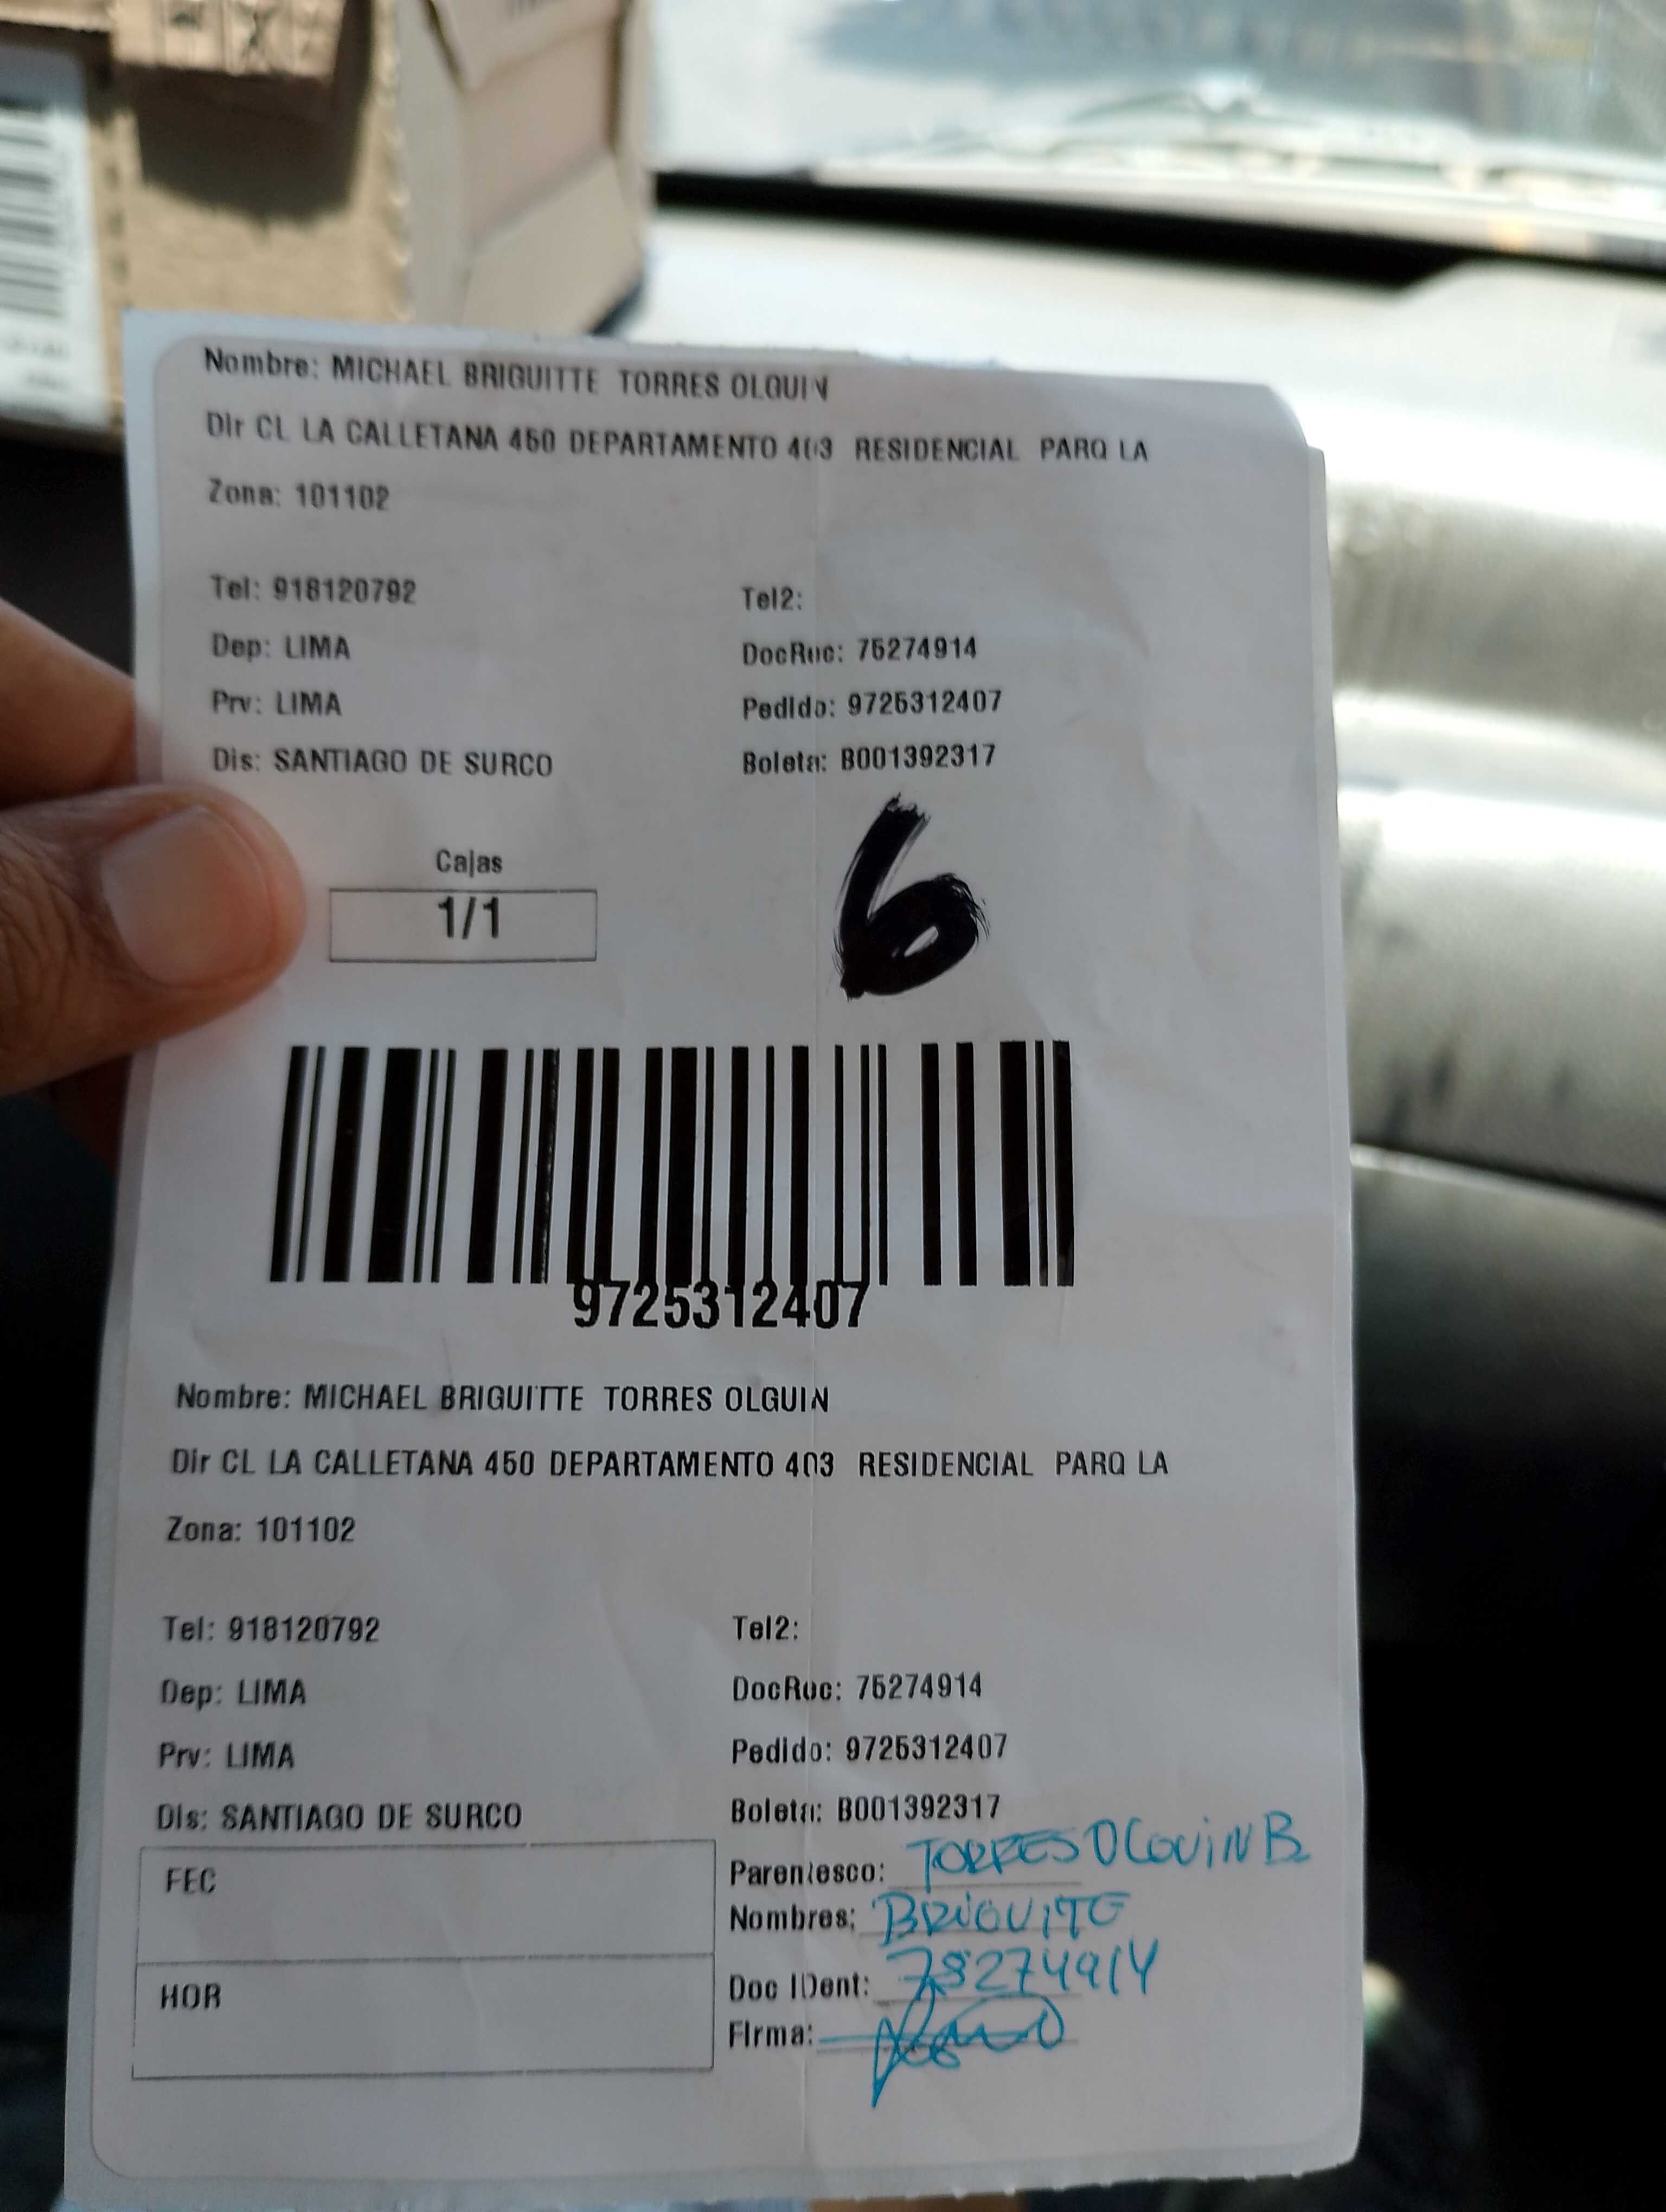 Nombre: MICHAEL BRIGUITTE TORRES OLGUIN
Dir CL LA CALLETANA 450 DEPARTAMENTO 403 RESIDENCIAL PARQ LA
Zona: 101102
Tel: 918120792 Tel2:
Dep: LIMA DocRuc: 75274914
Prv: LIMA Pedido: 9725312407
Dis: SANTIAGO DE SURCO Boleta: B001392317
Cajas
1/1
6
9725312407
Nombre: MICHAEL BRIGUITTE TORRES OLGUIN
Dir CL LA CALLETANA 450 DEPARTAMENTO 403 RESIDENCIAL PARQ LA
Zona: 101102
Tel: 918120792 Tel2:
Dep: LIMA DocRuc: 75274914
Prv: LIMA Pedido: 9725312407
Dis: SANTIAGO DE SURCO Boleta: B001392317
FEC
HOR
Parentesco: TORRES OLGUIN B
Nombres: BRIGUITE
Doc IDent: 75274914
Firma: